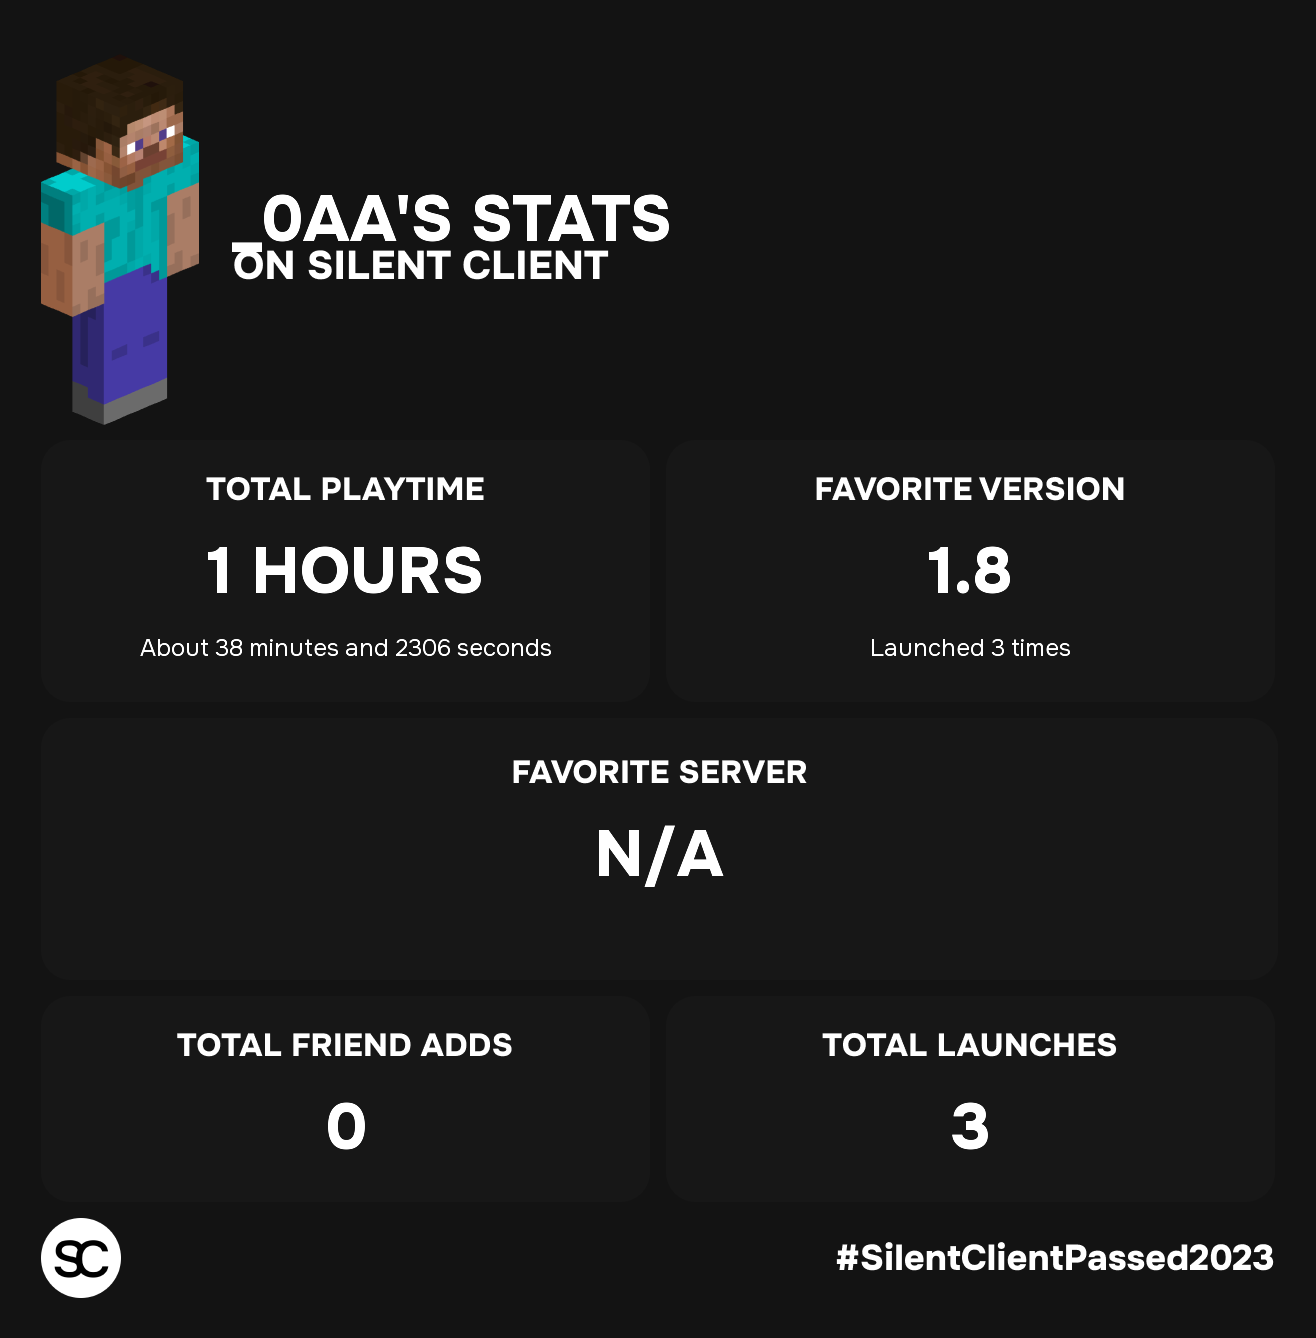 _0AA'S STATS
ON SILENT CLIENT
TOTAL PLAYTIME
1 HOURS
About 38 minutes and 2306 seconds
FAVORITE VERSION
1.8
Launched 3 times
FAVORITE SERVER
N/A
TOTAL FRIEND ADDS
0
TOTAL LAUNCHES
3
SC
#SilentClientPassed2023